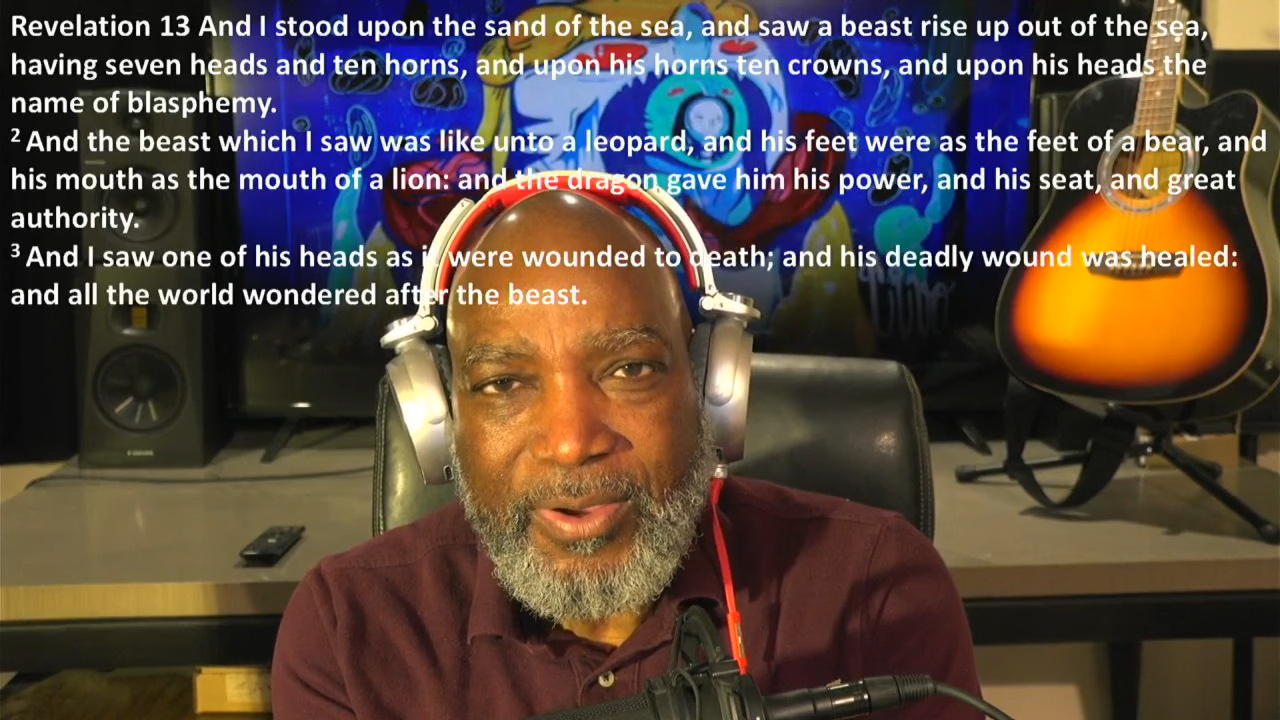 Revelation 13 And I stood upon the sand of the sea, and saw a beast rise up out of the sea,
having seven heads and ten horns, and upon his horns ten crowns, and upon his heads the
name of blasphemy.
2 And the beast which I saw was like unto a leopard, and his feet were as the feet of a bear, and
his mouth as the mouth of a lion: and the dragon gave him his power, and his seat, and great
authority.
3 And I saw one of his heads as it were wounded to death; and his deadly wound was healed:
and all the world wondered after the beast.